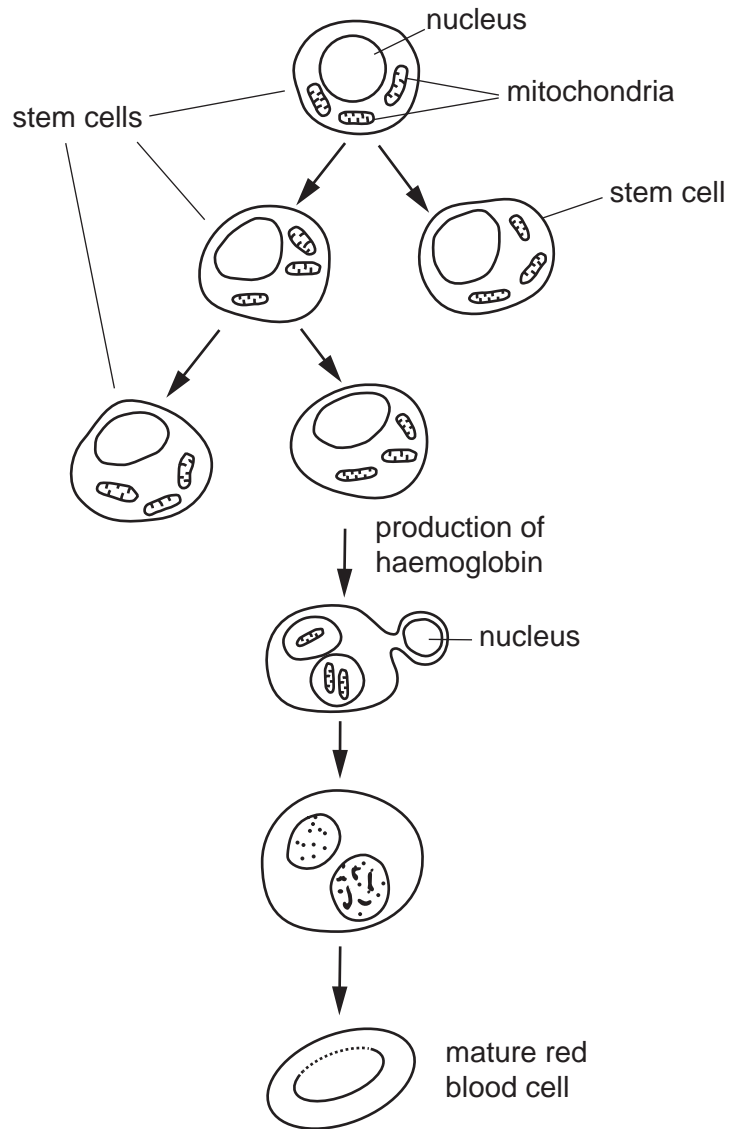 nucleus
mitochondria
stem cells
stem cell
production of
haemoglobin
nucleus
mature red
blood cell